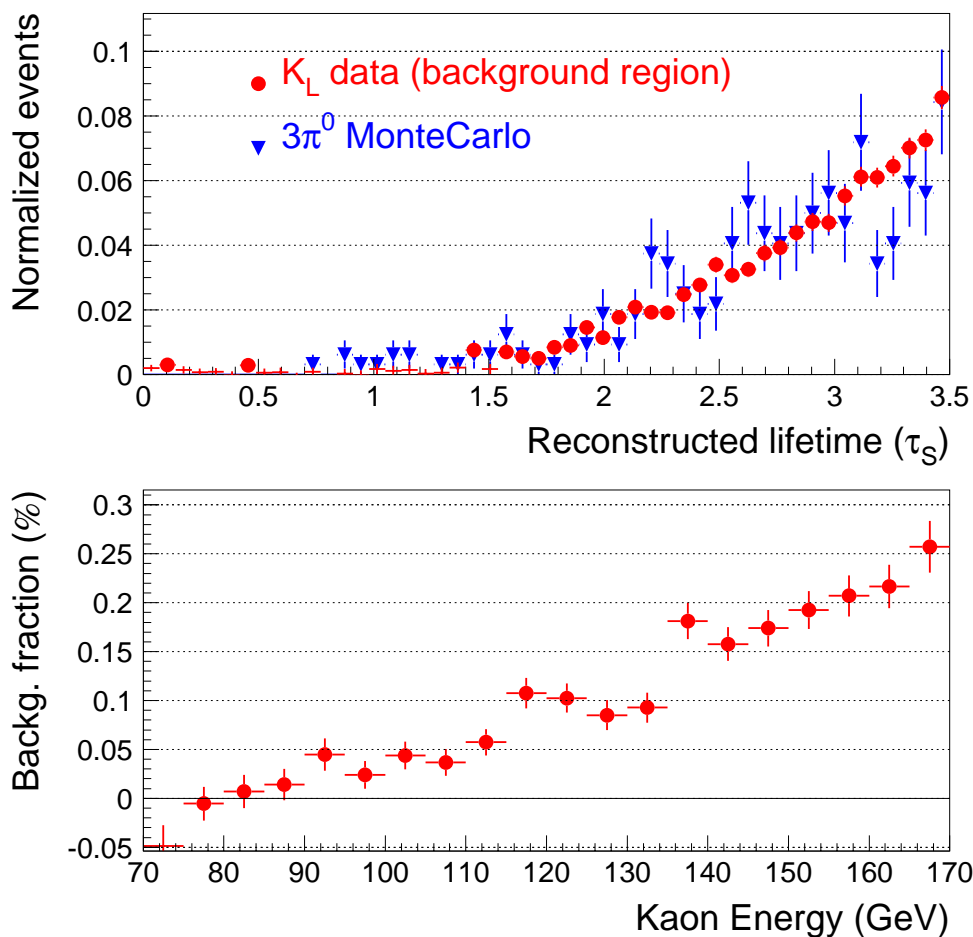 Normalized events
0.1
0.08
0.06
0.04
0.02
0
K_L data (background region)
3π^0 MonteCarlo
0 0.5 1 1.5 2 2.5 3 3.5
Reconstructed lifetime (τ_S)
Backg. fraction (%)
0.3
0.25
0.2
0.15
0.1
0.05
0
-0.05
70 80 90 100 110 120 130 140 150 160 170
Kaon Energy (GeV)